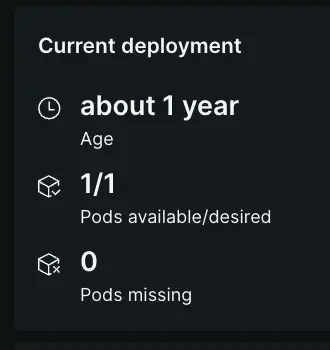 Current deployment
about 1 year
Age
1/1
Pods available/desired
0
Pods missing